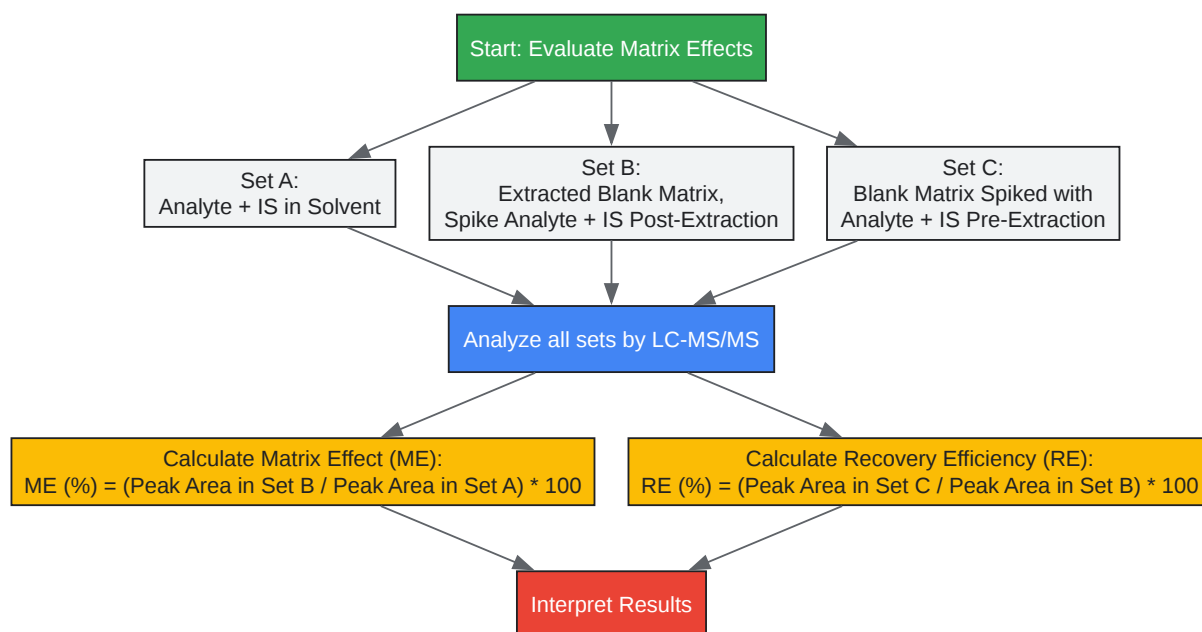 Start: Evaluate Matrix Effects
Set A:
Analyte + IS in Solvent
Set B:
Extracted Blank Matrix,
Spike Analyte + IS Post-Extraction
Set C:
Blank Matrix Spiked with
Analyte + IS Pre-Extraction
Analyze all sets by LC-MS/MS
Calculate Matrix Effect (ME):
ME (%) = (Peak Area in Set B / Peak Area in Set A) * 100
Calculate Recovery Efficiency (RE):
RE (%) = (Peak Area in Set C / Peak Area in Set B) * 100
Interpret Results